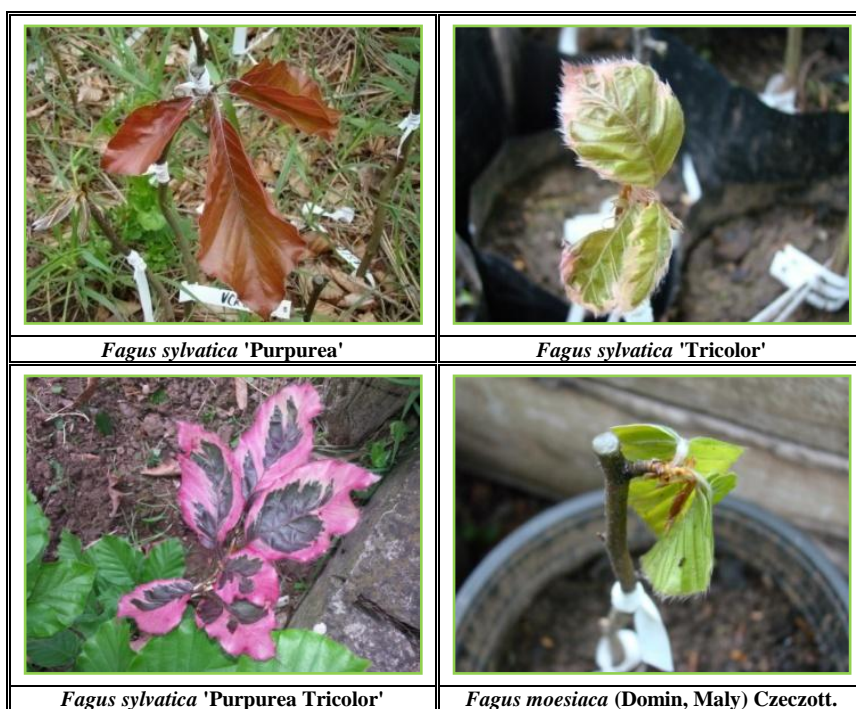 Fagus sylvatica 'Purpurea'
Fagus sylvatica 'Tricolor'
Fagus sylvatica 'Purpurea Tricolor'
Fagus moesiaca (Domin, Maly) Czeczott.